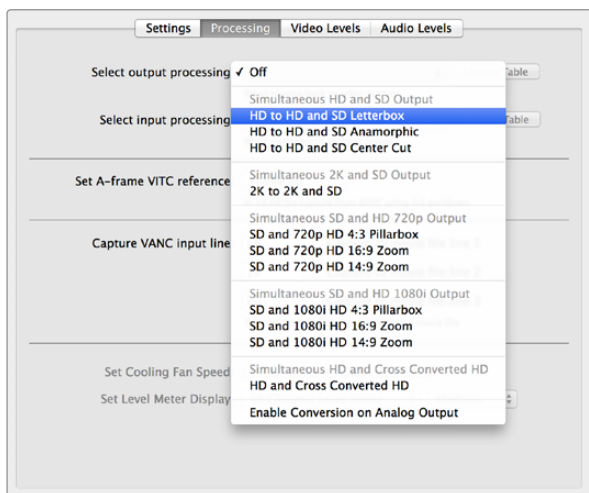 Settings Processing Video Levels Audio Levels
Select output processing ✓ Off Table
Simultaneous HD and SD Output
HD to HD and SD Letterbox
Select input processing Table
HD to HD and SD Anamorphic
HD to HD and SD Center Cut
Simultaneous 2K and SD Output
Set A-frame VITC reference
2K to 2K and SD
Simultaneous SD and HD 720p Output
SD and 720p HD 4:3 Pillarbox
Capture VANC input line
SD and 720p HD 16:9 Zoom
SD and 720p HD 14:9 Zoom
Simultaneous SD and HD 1080i Output
SD and 1080i HD 4:3 Pillarbox
SD and 1080i HD 16:9 Zoom
SD and 1080i HD 14:9 Zoom
Simultaneous HD and Cross Converted HD
Set Cooling Fan Speed
HD and Cross Converted HD
Set Level Meter Display
Enable Conversion on Analog Output